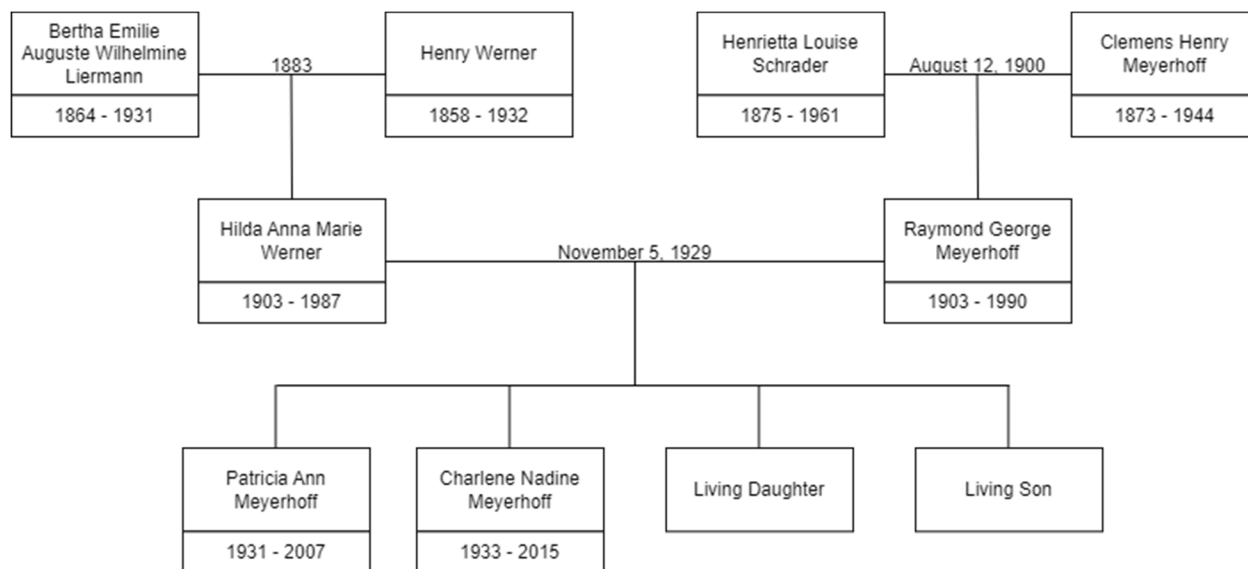 Bertha Emilie
Auguste Wilhelmine
Liermann
1864 - 1931
1883
Henry Werner
1858 - 1932
Henrietta Louise
Schrader
1875 - 1961
August 12, 1900
Clemens Henry
Meyerhoff
1873 - 1944
Hilda Anna Marie
Werner
1903 - 1987
November 5, 1929
Raymond George
Meyerhoff
1903 - 1990
Patricia Ann
Meyerhoff
1931 - 2007
Charlene Nadine
Meyerhoff
1933 - 2015
Living Daughter
Living Son